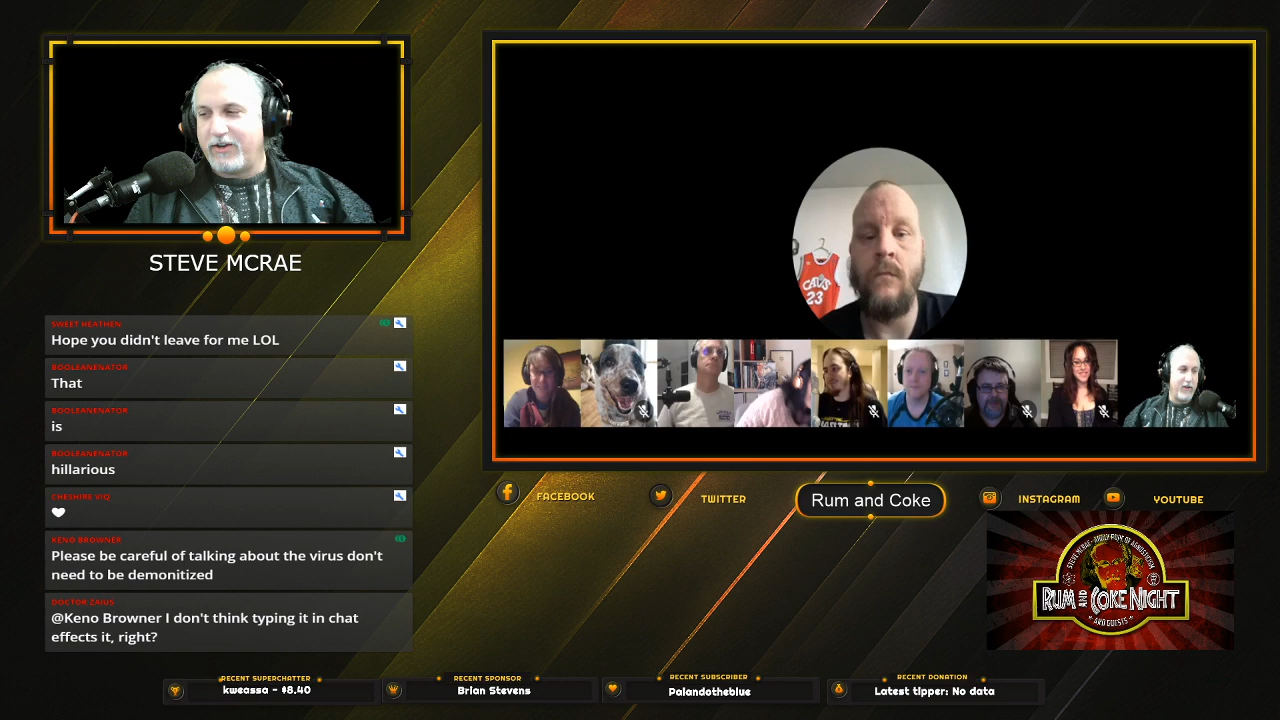 STEVE MCRAE
SWEET HEATHEN
Hope you didn't leave for me LOL
BOOLEANENATOR
That
BOOLEANENATOR
is
BOOLEANENATOR
hillarious
CHESHIRE VIQ
KENO BROWNER
Please be careful of talking about the virus don't
need to be demonitized
DOCTOR ZAIUS
@Keno Browner I don't think typing it in chat
effects it, right?
CAVS
23
FACEBOOK
TWITTER
Rum and Coke
INSTAGRAM
YOUTUBE
RUM AND COKE NIGHT
AND GUESTS
RECENT SUPERCHATTER
kweassa - $8.40
RECENT SPONSOR
Brian Stevens
RECENT SUBSCRIBER
Palandotheblue
RECENT DONATION
Latest tipper: No data